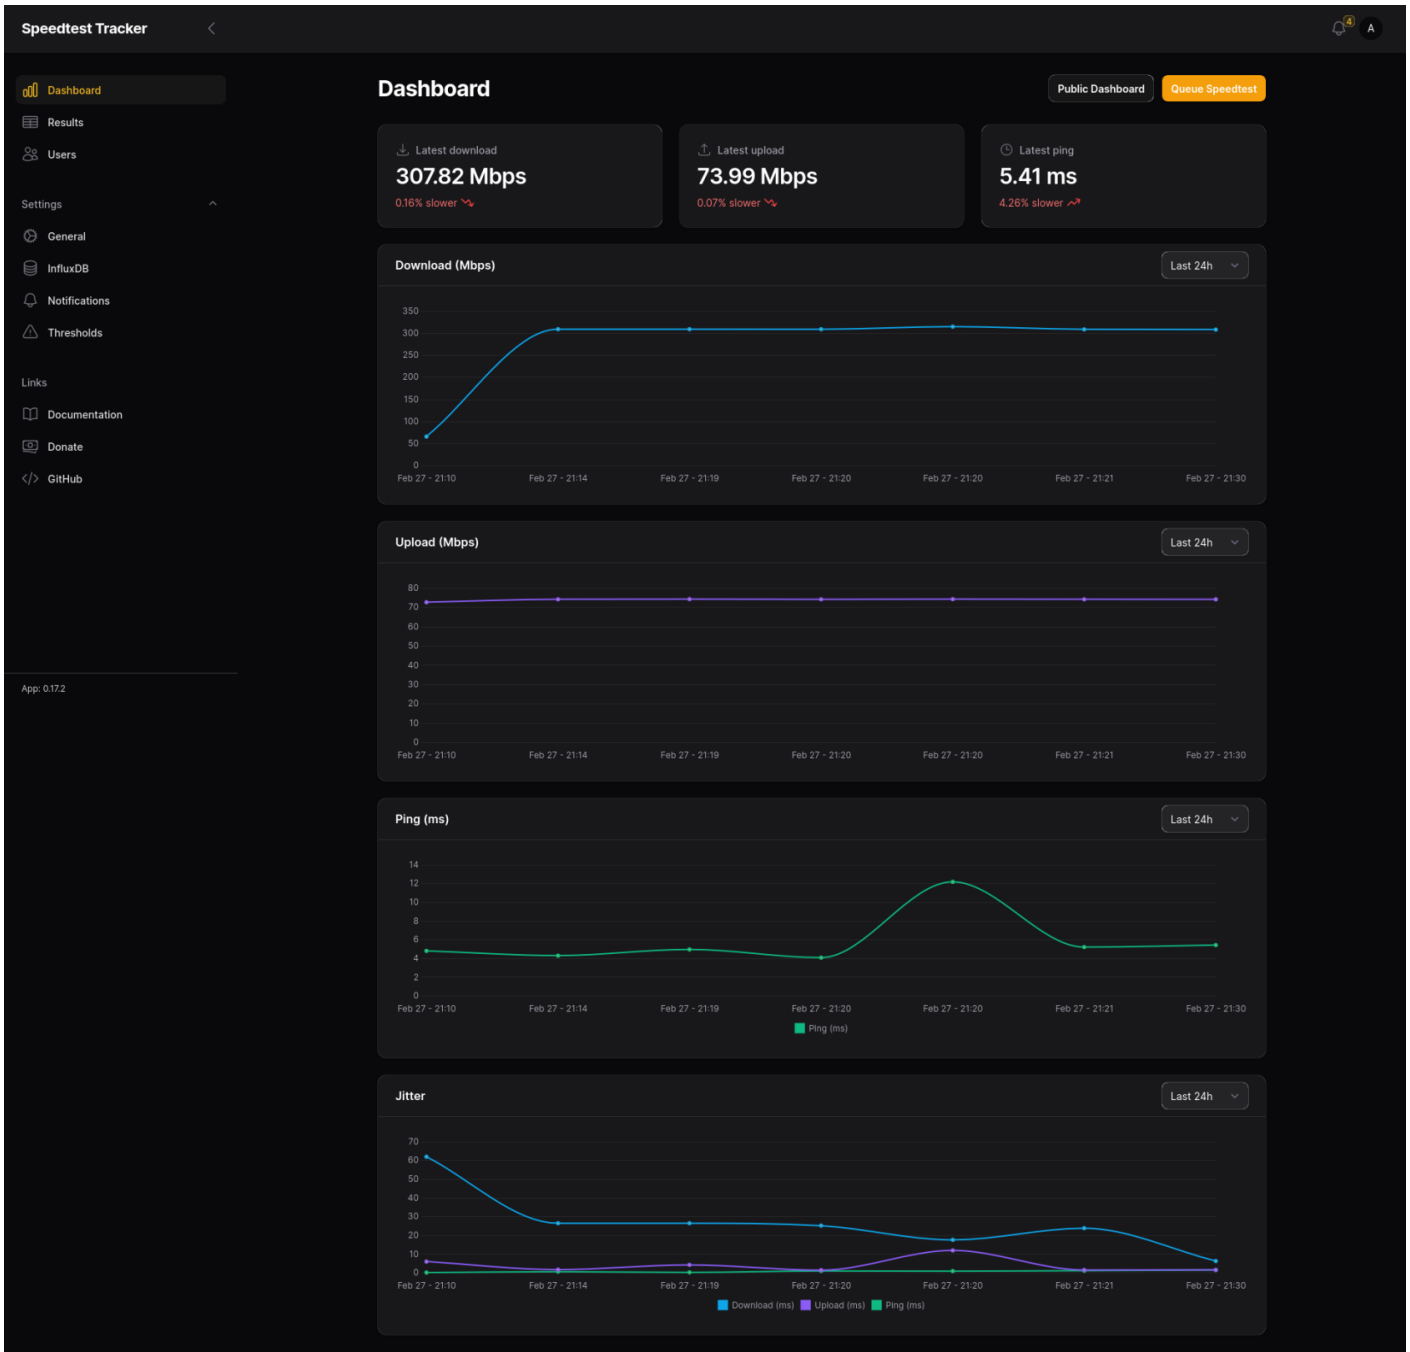 Speedtest Tracker
4
A
Dashboard
Results
Users
Settings
General
InfluxDB
Notifications
Thresholds
Links
Documentation
Donate
GitHub
App: 0.17.2
Dashboard
Public Dashboard
Queue Speedtest
Latest download
307.82 Mbps
0.16% slower
Latest upload
73.99 Mbps
0.07% slower
Latest ping
5.41 ms
4.26% slower
Download (Mbps)
Last 24h
350
300
250
200
150
100
50
0
Feb 27 - 21:10 Feb 27 - 21:14 Feb 27 - 21:19 Feb 27 - 21:20 Feb 27 - 21:20 Feb 27 - 21:21 Feb 27 - 21:30
Upload (Mbps)
Last 24h
80
70
60
50
40
30
20
10
0
Feb 27 - 21:10 Feb 27 - 21:14 Feb 27 - 21:19 Feb 27 - 21:20 Feb 27 - 21:20 Feb 27 - 21:21 Feb 27 - 21:30
Ping (ms)
Last 24h
14
12
10
8
6
4
2
0
Feb 27 - 21:10 Feb 27 - 21:14 Feb 27 - 21:19 Feb 27 - 21:20 Feb 27 - 21:20 Feb 27 - 21:21 Feb 27 - 21:30
Ping (ms)
Jitter
Last 24h
70
60
50
40
30
20
10
0
Feb 27 - 21:10 Feb 27 - 21:14 Feb 27 - 21:19 Feb 27 - 21:20 Feb 27 - 21:20 Feb 27 - 21:21 Feb 27 - 21:30
Download (ms) Upload (ms) Ping (ms)